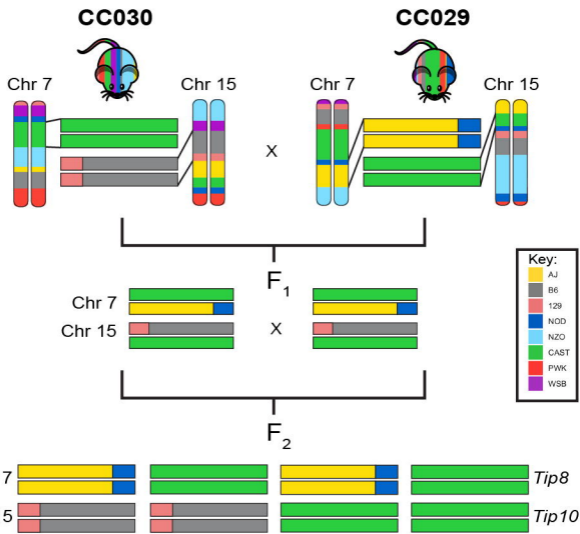 CC030 CC029
Chr 7 Chr 15 Chr 7 Chr 15
X
F1
Chr 7
Chr 15 X
Key:
AJ
B6
129
NOD
NZO
CAST
PWK
WSB
F2
7 Tip8
5 Tip10